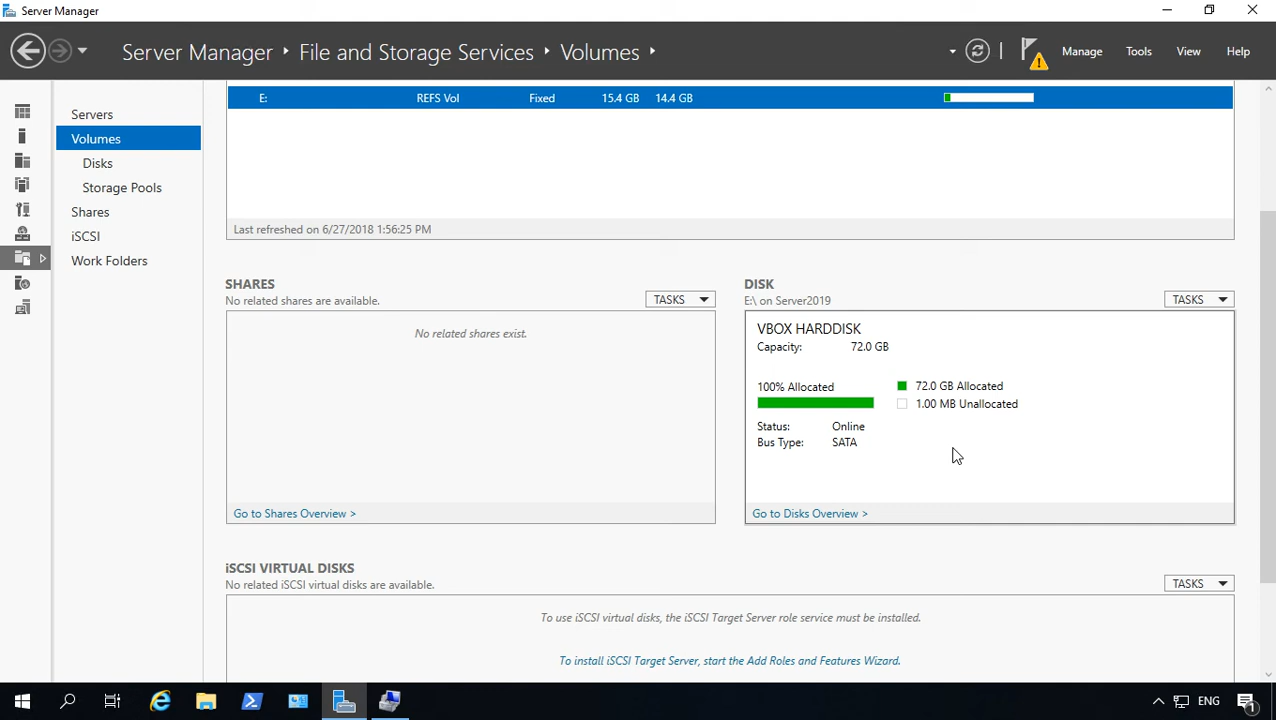 Server Manager
Server Manager File and Storage Services Volumes
Manage Tools View Help
Servers
Volumes
Disks
Storage Pools
Shares
iSCSI
Work Folders
E: REFS Vol Fixed 15.4 GB 14.4 GB
Last refreshed on 6/27/2018 1:56:25 PM
SHARES
No related shares are available.
TASKS
No related shares exist.
Go to Shares Overview >
DISK
E:\ on Server2019
TASKS
VBOX HARDDISK
Capacity: 72.0 GB
100% Allocated
72.0 GB Allocated
1.00 MB Unallocated
Status: Online
Bus Type: SATA
Go to Disks Overview >
iSCSI VIRTUAL DISKS
No related iSCSI virtual disks are available.
TASKS
To use iSCSI virtual disks, the iSCSI Target Server role service must be installed.
To install iSCSI Target Server, start the Add Roles and Features Wizard.
ENG
1